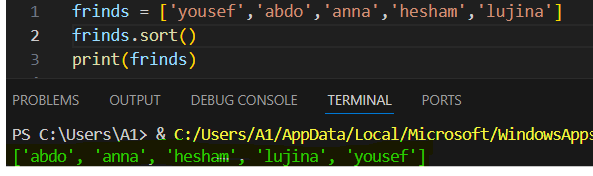 1 frinds = ['yousef','abdo','anna','hesham','lujina']
2 frinds.sort()
3 print(frinds)
PROBLEMS OUTPUT DEBUG CONSOLE TERMINAL PORTS
PS C:\Users\A1> & C:/Users/A1/AppData/Local/Microsoft/WindowsApps
['abdo', 'anna', 'hesham', 'lujina', 'yousef']